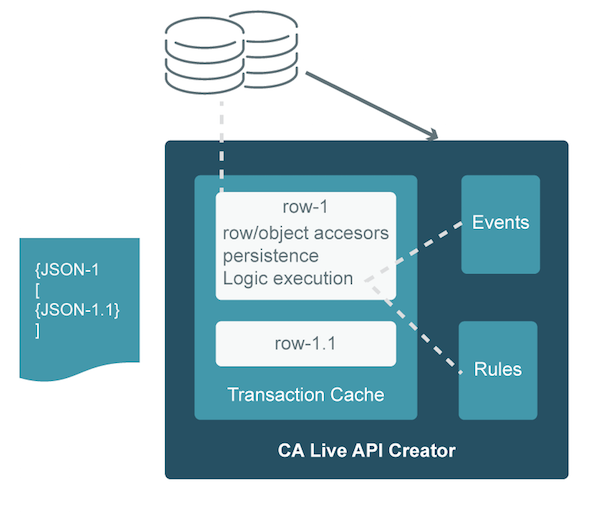 {JSON-1
[
{JSON-1.1}
]
row-1
row/object accesors
persistence
Logic execution
row-1.1
Transaction Cache
Events
Rules
CA Live API Creator